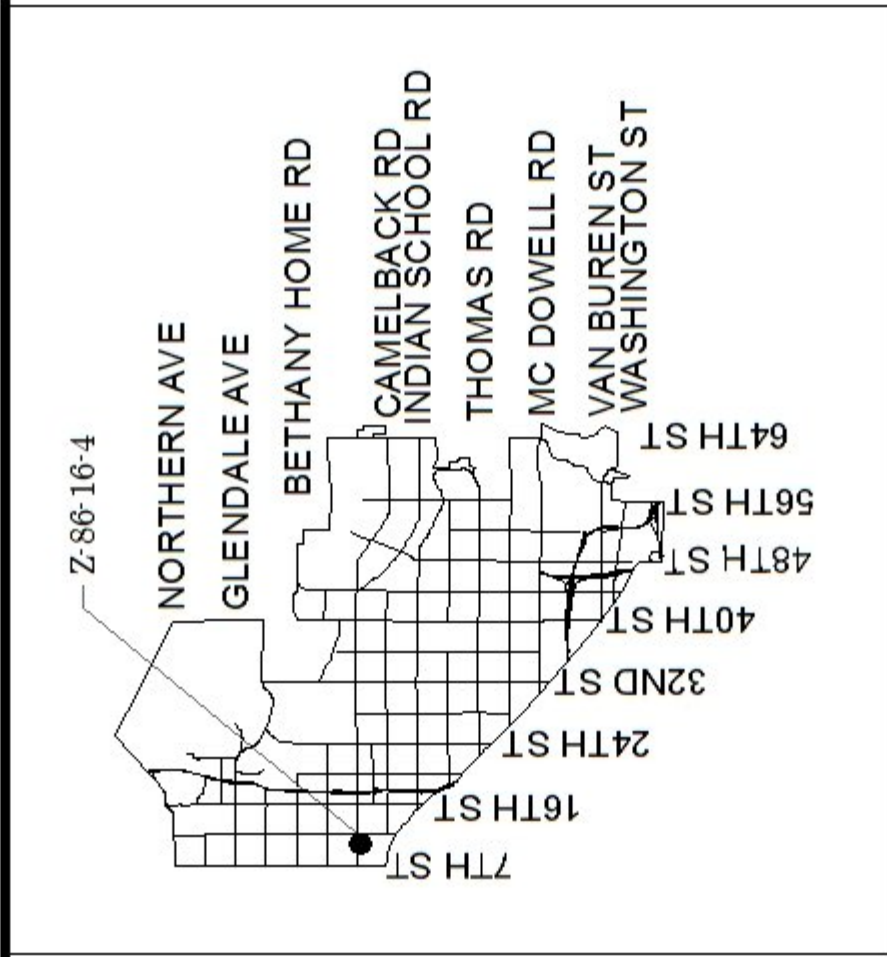 Z-86-16-4
NORTHERN AVE
GLENDALE AVE
BETHANY HOME RD
CAMELBACK RD
INDIAN SCHOOL RD
THOMAS RD
MC DOWELL RD
VAN BUREN ST
WASHINGTON ST
7TH ST
16TH ST
24TH ST
32ND ST
40TH ST
48TH ST
56TH ST
64TH ST